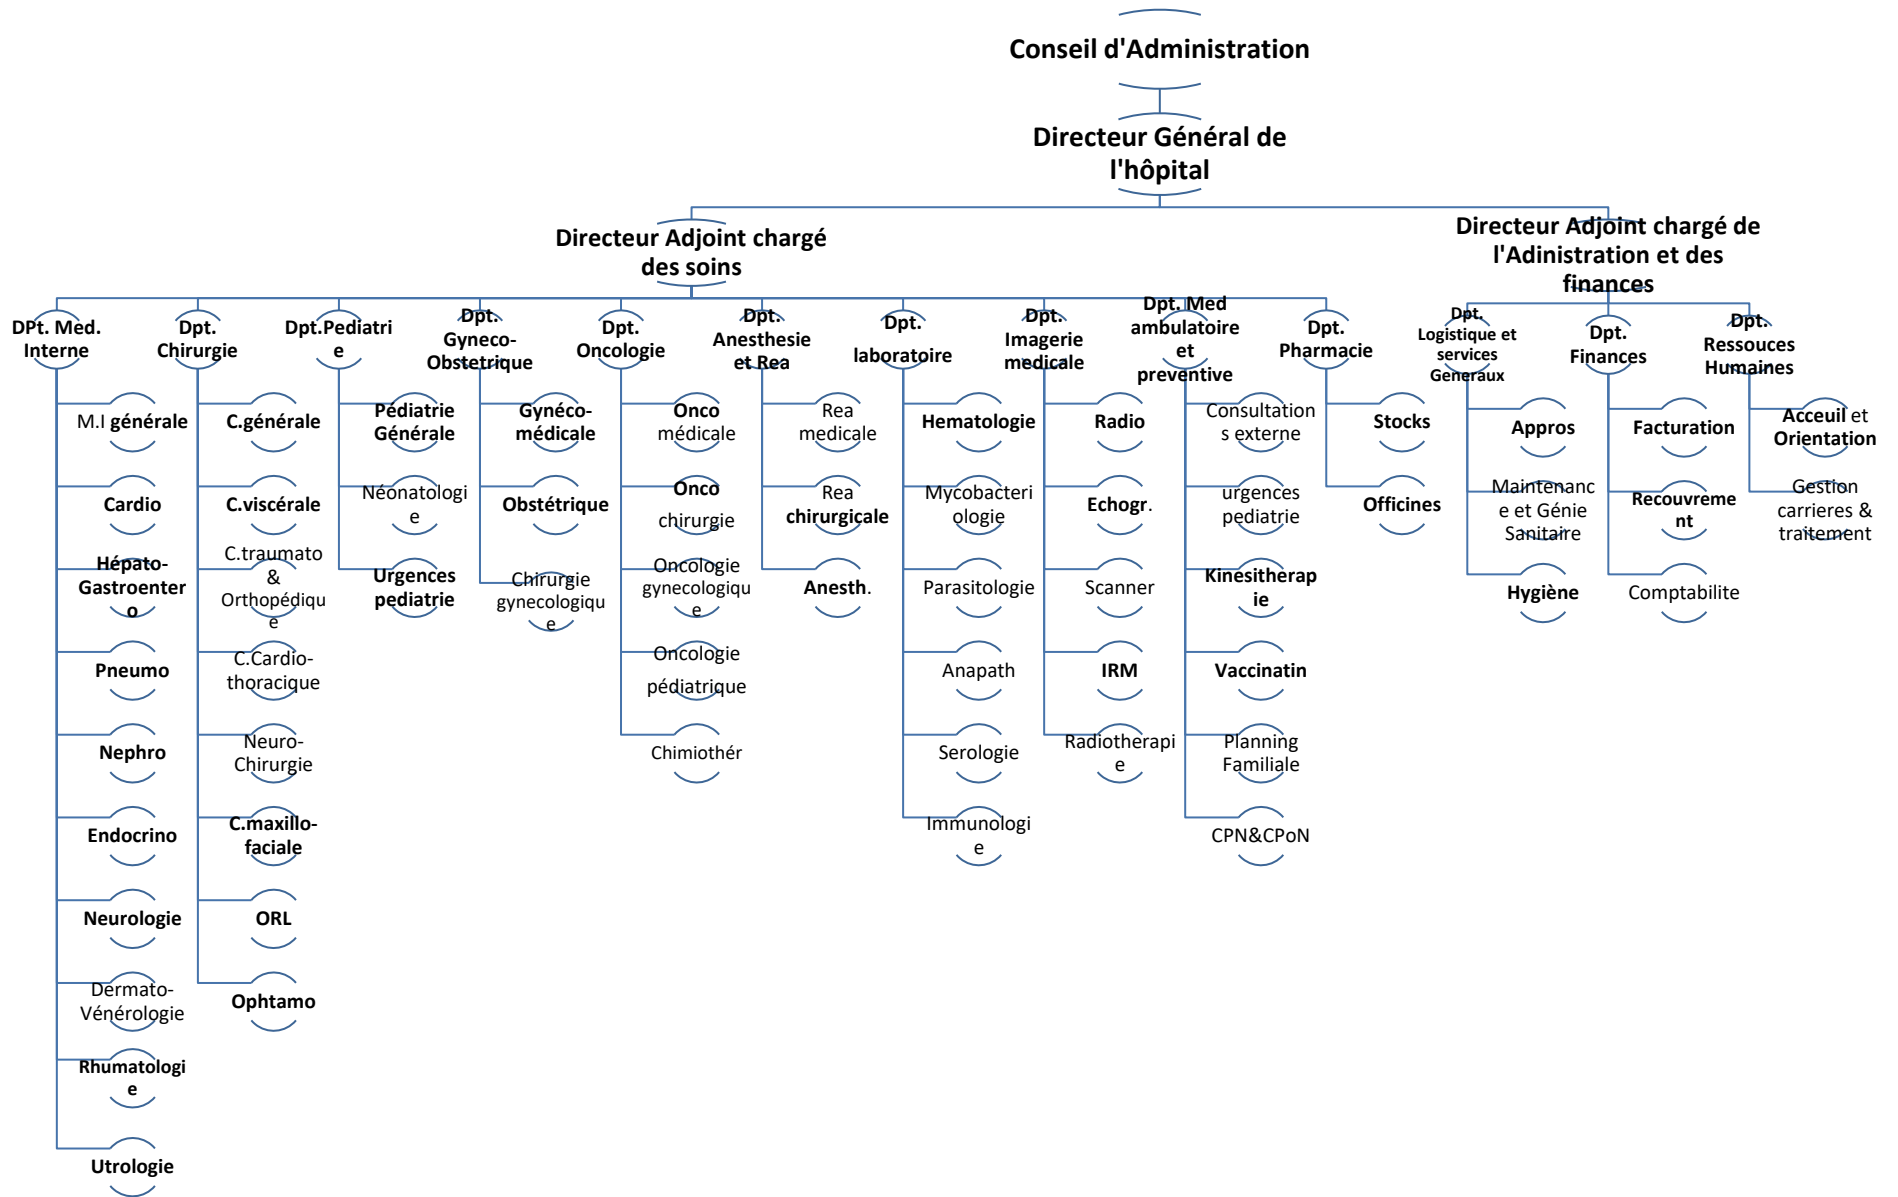 Conseil d'Administration
Directeur Général de
l'hôpital
Directeur Adjoint chargé
des soins
Directeur Adjoint chargé de
l'Adinistration et des
finances
DPt. Med.
Interne
M.I générale
Cardio
Hépato-
Gastroenter
o
Pneumo
Nephro
Endocrino
Neurologie
Dermato-
Vénérologie
Rhumatologi
e
Utrologie
Dpt.
Chirurgie
C.générale
C.viscérale
C.traumato
&
Orthopédiqu
e
C.Cardio-
thoracique
Neuro-
Chirurgie
C.maxillo-
faciale
ORL
Ophtamo
Dpt.Pediatri
e
Pédiatrie
Générale
Néonatologi
e
Urgences
pediatrie
Dpt.
Gyneco-
Obstetrique
Gynéco-
médicale
Obstétrique
Chirurgie
gynecologiqu
e
Dpt.
Oncologie
Onco
médicale
Onco
chirurgie
Oncologie
gynecologiqu
e
Oncologie
pédiatrique
Chimiothér
Dpt.
Anesthesie
et Rea
Rea
medicale
Rea
chirurgicale
Anesth.
Dpt.
laboratoire
Hematologie
Mycobacteri
ologie
Parasitologie
Anapath
Serologie
Immunologi
e
Dpt.
Imagerie
medicale
Radio
Echogr.
Scanner
IRM
Radiotherapi
e
Dpt. Med
ambulatoire
et
preventive
Consultation
s externe
urgences
pediatrie
Kinesitherap
pie
Vaccinatin
Planning
Familiale
CPN&CPoN
Dpt.
Pharmacie
Stocks
Officines
Dpt.
Logistique et
services
Generaux
Appros
Maintenanc
e et Génie
Sanitaire
Hygiène
Dpt.
Finances
Facturation
Recouvreme
nt
Comptabilite
Dpt.
Ressouces
Humaines
Acceuil et
Orientation
Gestion
carrieres &
traitement